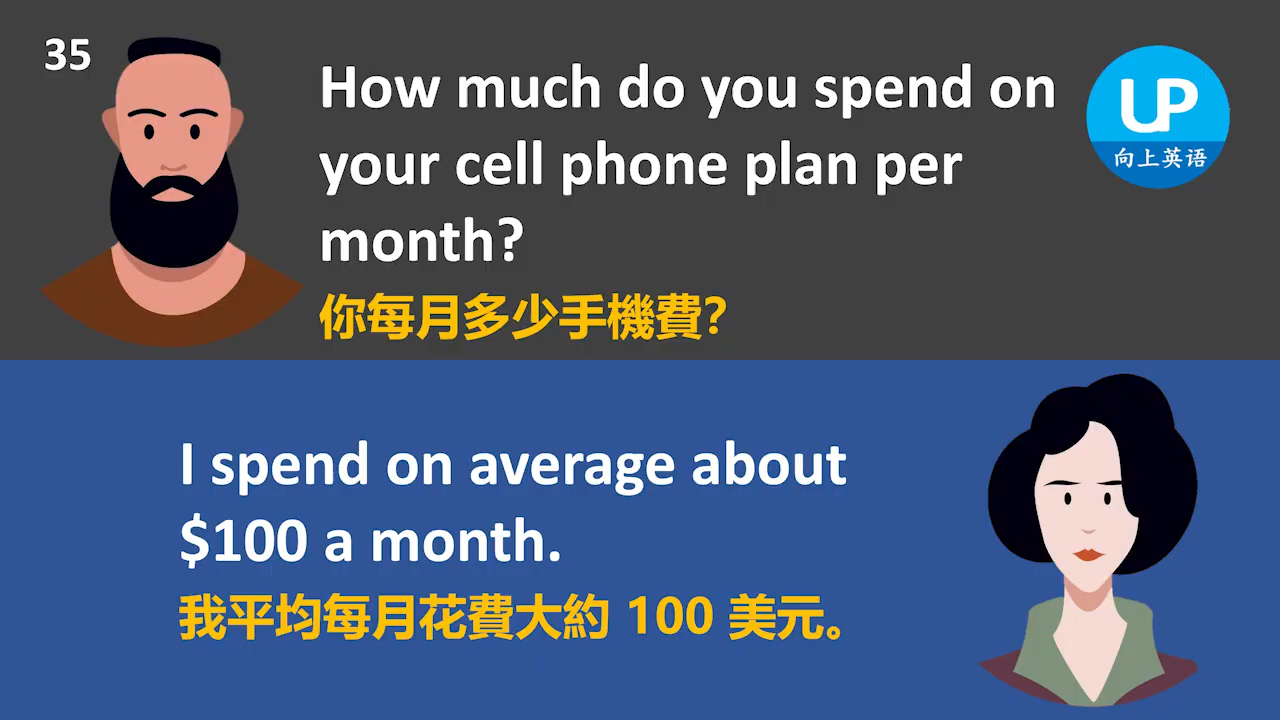 35
How much do you spend on
your cell phone plan per
month?
你每月多少手機費?
UP
向上英语
I spend on average about
$100 a month.
我平均每月花費大約 100 美元。